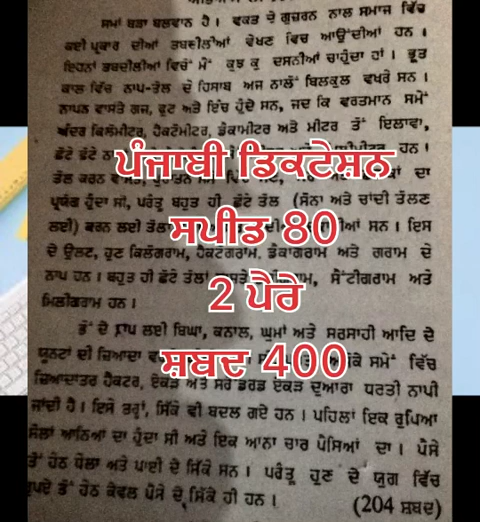 ਸਮਾਂ ਬੜਾ ਬਲਵਾਨ ਹੈ । ਵਕਤ ਦੇ ਗੁਜ਼ਰਨ ਨਾਲ ਸਮਾਜ ਵਿੱਚ
ਕਈ ਪ੍ਰਕਾਰ ਦੀਆਂ ਤਬਦੀਲੀਆਂ ਵੇਖਣ ਵਿਚ ਆਉਂਦੀਆਂ ਹਨ ।
ਇਹਨਾਂ ਤਬਦੀਲੀਆਂ ਵਿਚੋਂ ਮੈਂ ਕੁਝ ਕੁ ਦਸਨੀਆਂ ਚਾਹੁੰਦਾ ਹਾਂ । ਭੂਤ
ਕਾਲ ਵਿੱਚ ਨਾਪ-ਤੋਲ ਦੇ ਹਿਸਾਬ ਅਜ ਨਾਲੋਂ ਬਿਲਕੁਲ ਵਖਰੇ ਸਨ ।
ਨਾਪਨ ਵਾਸਤੇ ਗਜ, ਫੁਟ ਅਤੇ ਇੰਚ ਹੁੰਦੇ ਸਨ, ਜਦ ਕਿ ਵਰਤਮਾਨ ਸਮੇਂ
ਅੰਦਰ ਕਿਲੋਮੀਟਰ, ਹੈਕਟੋਮੀਟਰ, ਡੈਕਾਮੀਟਰ ਅਤੇ ਮੀਟਰ ਤੋਂ ਇਲਾਵਾ,
ਛੋਟੇ ਛੋਟੇ ਹਨ ।
ਪੰਜਾਬੀ ਡਿਕਟੇਸ਼ਨ
ਤੋਲ ਕਰਨ ਦਾ
ਪ੍ਰਯੋਗ ਹੁੰਦਾ ਸੀ, ਪਰੰਤੂ ਬਹੁਤ ਹੀ ਛੋਟੇ ਤੋਲ (ਸੋਨਾ ਅਤੇ ਚਾਂਦੀ ਤੋਲਣ
ਲਈ) ਕਰਨ ਲਈ ਤੋਲਾ ਸਨ । ਇਸ
ਸਪੀਡ 80
ਦੇ ਉਲਟ, ਹੁਣ ਕਿਲੋਗਰਾਮ, ਹੈਕਟੋਗਰਾਮ, ਡੈਕਾਗਰਾਮ ਅਤੇ ਗਰਾਮ ਦੇ
ਨਾਪ ਹਨ । ਬਹੁਤ ਹੀ ਛੋਟੇ ਤੋਲਾਂ ਸੈਂਟੀਗਰਾਮ ਅਤੇ
2 ਪੈਰੇ
ਮਿਲੀਗਰਾਮ ਹਨ ।
ਭੋਂ ਦੇ ਨਾਪ ਲਈ ਬਿਘਾ, ਕਨਾਲ, ਘੁਮਾਂ ਅਤੇ ਸਰਸਾਹੀ ਆਦਿ ਦੇ
ਯੂਨਟਾਂ ਦੀ ਜ਼ਿਆਦਾ ਸਮੇਂ ਵਿੱਚ
ਸ਼ਬਦ 400
ਜ਼ਿਆਦਾਤਰ ਹੈਕਟਰ, ਏਕੜ ਅਤੇ ਏਕੜ ਦੁਆਰਾ ਧਰਤੀ ਨਾਪੀ
ਜਾਂਦੀ ਹੈ । ਇਸੇ ਤਰ੍ਹਾਂ, ਸਿੱਕੇ ਵੀ ਬਦਲ ਗਏ ਹਨ । ਪਹਿਲਾਂ ਇਕ ਰੁਪਿਆ
ਸੋਲਾਂ ਆਨਿਆਂ ਦਾ ਹੁੰਦਾ ਸੀ ਅਤੇ ਇਕ ਆਨਾ ਚਾਰ ਪੈਸਿਆਂ ਦਾ । ਪੈਸੇ
ਤੋਂ ਹੇਠ ਧੇਲਾ ਅਤੇ ਪਾਈ ਦੇ ਸਿੱਕੇ ਸਨ । ਪਰੰਤੂ ਹੁਣ ਦੇ ਯੁਗ ਵਿੱਚ
ਰੁਪਏ ਤੋਂ ਹੇਠ ਕੇਵਲ ਪੈਸੇ ਦੇ ਸਿੱਕੇ ਹੀ ਹਨ ।
(204 ਸ਼ਬਦ)